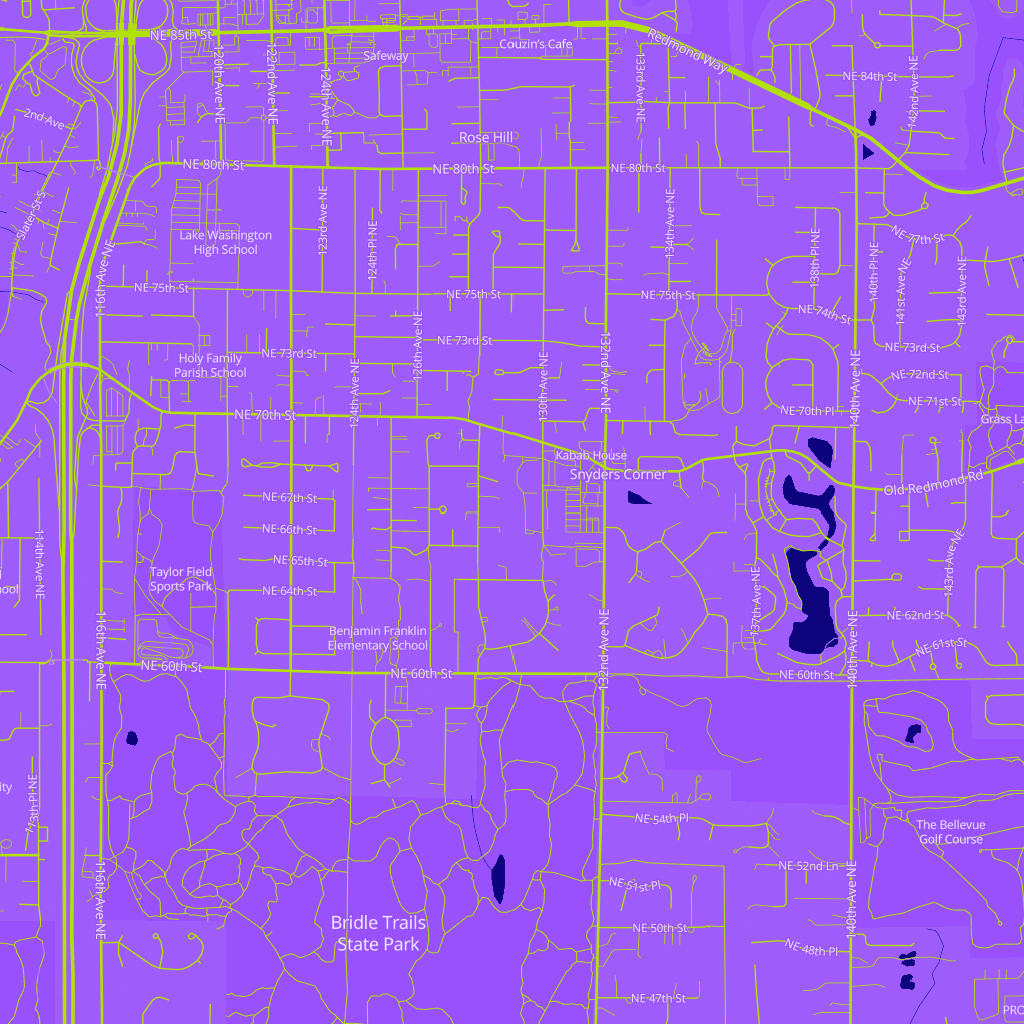 NE 85th St
Couzin's Cafe
Safeway
Redmond Way
NE 84th St
120th Ave NE
122nd Ave NE
124th Ave NE
133rd Ave NE
142nd Ave NE
2nd Ave
Rose Hill
NE 80th St
NE 80th St
NE 80th St
Slater St S
Lake Washington
High School
123rd Ave NE
124th Pl NE
134th Ave NE
138th Pl NE
140th Pl NE
141st Ave NE
143rd Ave NE
NE 77th St
116th Ave NE
NE 75th St
NE 75th St
NE 75th St
NE 74th St
NE 73rd St
NE 73rd St
NE 73rd St
Holy Family
Parish School
126th Ave NE
124th Ave NE
130th Ave NE
132nd Ave NE
140th Ave NE
NE 72nd St
NE 71st St
NE 70th St
NE 70th Pl
Grass La
Kabab House
Snyders Corner
Old Redmond Rd
NE 67th St
NE 66th St
NE 65th St
NE 64th St
114th Ave NE
143rd Ave NE
137th Ave NE
Taylor Field
Sports Park
ool
NE 62nd St
NE 61st St
Benjamin Franklin
Elementary School
116th Ave NE
132nd Ave NE
140th Ave NE
NE 60th St
NE 60th St
NE 60th St
ity
113th Pl NE
NE 54th Pl
The Bellevue
Golf Course
NE 52nd Ln
NE 51st Pl
116th Ave NE
140th Ave NE
Bridle Trails
State Park
NE 50th St
NE 48th Pl
NE 47th St
PRO